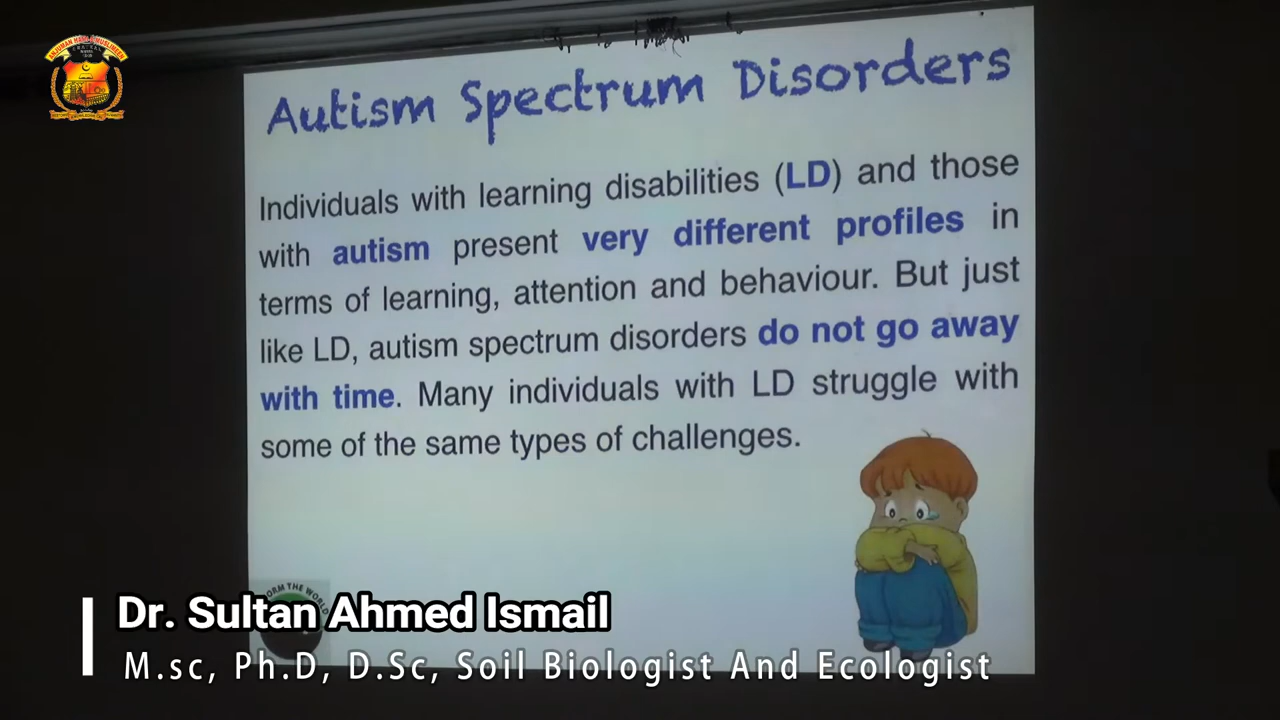 Autism Spectrum Disorders
Individuals with learning disabilities (LD) and those
with autism present very different profiles in
terms of learning, attention and behaviour. But just
like LD, autism spectrum disorders do not go away
with time. Many individuals with LD struggle with
some of the same types of challenges.
ORM THE WORLD
Dr. Sultan Ahmed Ismail
M.sc, Ph.D, D.Sc, Soil Biologist And Ecologist